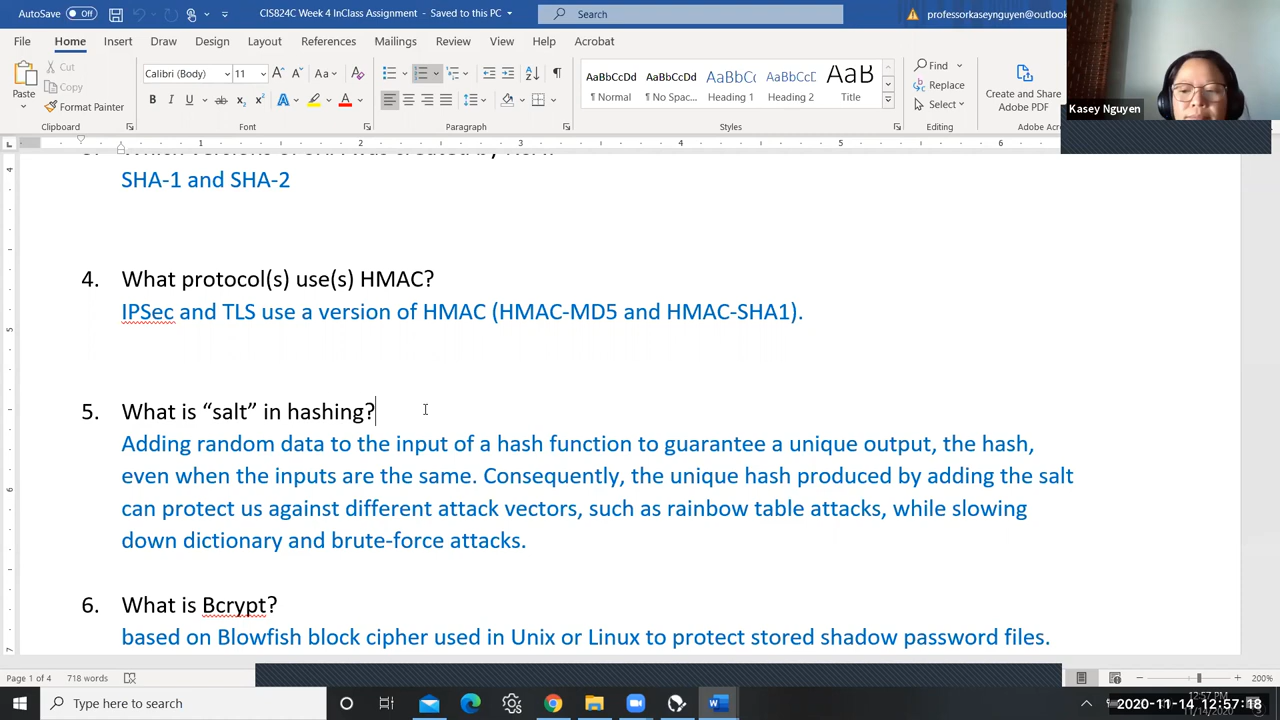 AutoSave Off CIS824C Week 4 InClass Assignment - Saved to this PC Search professorkaseynguyen@outlook
File Home Insert Draw Design Layout References Mailings Review View Help Acrobat
Paste Cut Copy Format Painter
Calibri (Body) 11
AaBbCcDd AaBbCcDd AaBbCc AaBbCcD AaB
¶ Normal ¶ No Spac... Heading 1 Heading 2 Title
Find Replace Select
Create and Share
Adobe PDF
Clipboard Font Paragraph Styles Editing Adobe Acro
Kasey Nguyen
SHA-1 and SHA-2
4. What protocol(s) use(s) HMAC?
IPSec and TLS use a version of HMAC (HMAC-MD5 and HMAC-SHA1).
5. What is “salt” in hashing?
Adding random data to the input of a hash function to guarantee a unique output, the hash,
even when the inputs are the same. Consequently, the unique hash produced by adding the salt
can protect us against different attack vectors, such as rainbow table attacks, while slowing
down dictionary and brute-force attacks.
6. What is Bcrypt?
based on Blowfish block cipher used in Unix or Linux to protect stored shadow password files.
Page 1 of 4 718 words 200%
Type here to search
12:57 PM
2020-11-14 12:57:18